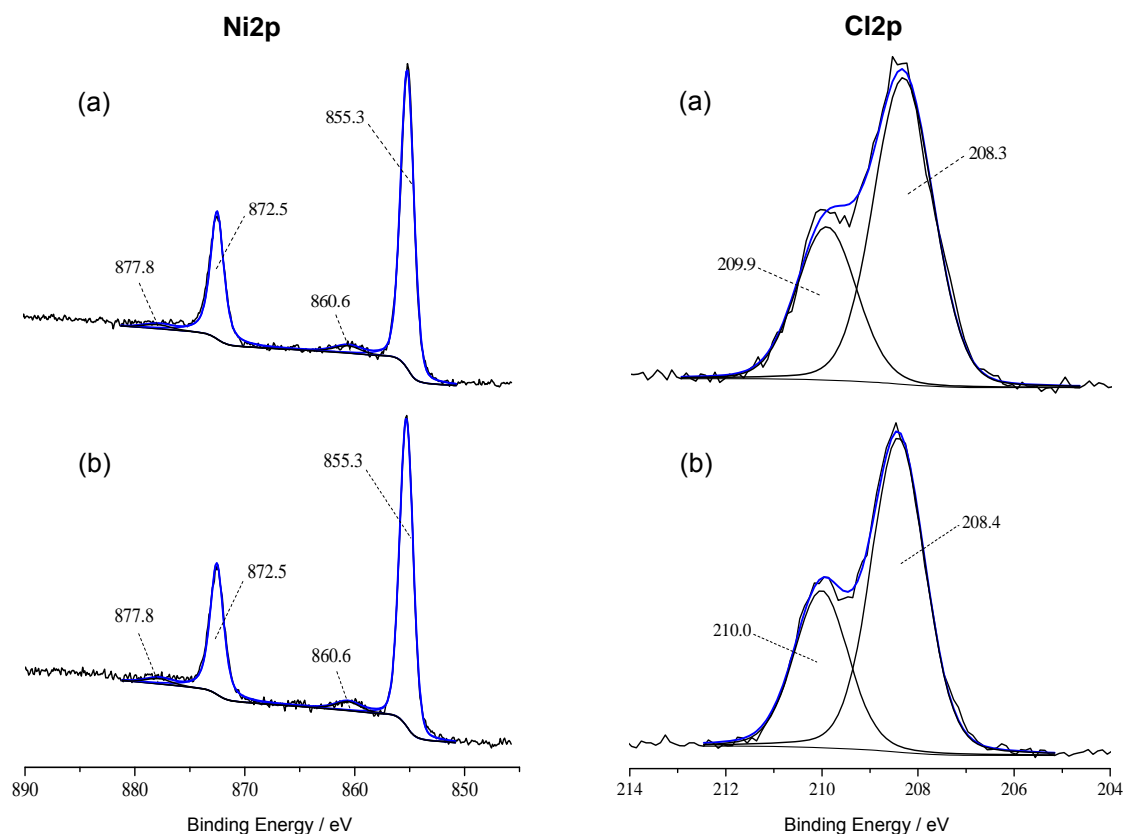 Ni2p
Cl2p
(a)
855.3
872.5
877.8
860.6
(a)
208.3
209.9
(b)
855.3
872.5
877.8
860.6
(b)
208.4
210.0
890 880 870 860 850
Binding Energy / eV
214 212 210 208 206 204
Binding Energy / eV